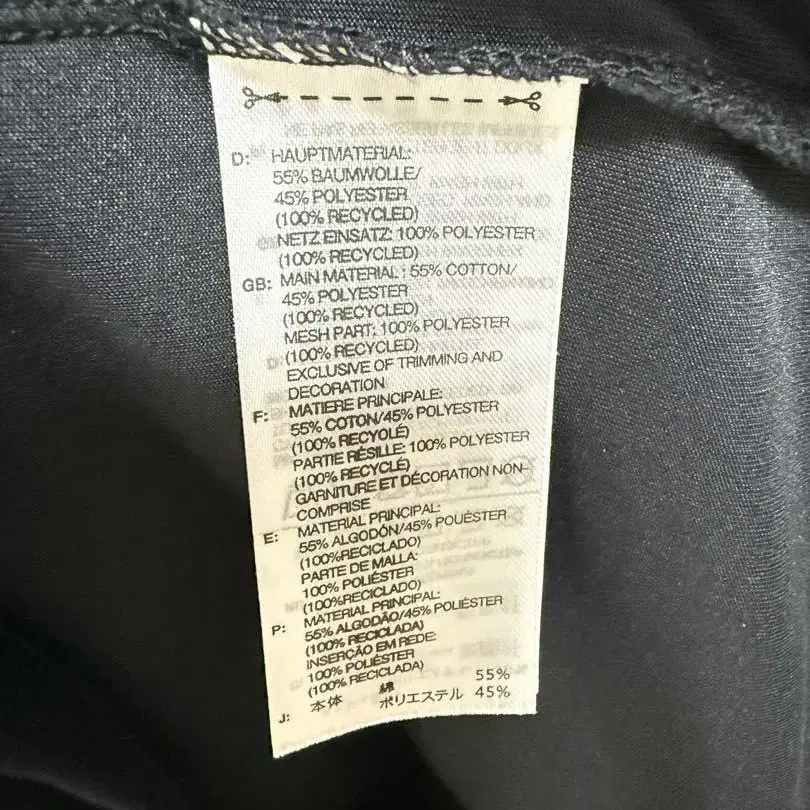 D: HAUPTMATERIAL:
55% BAUMWOLLE/
45% POLYESTER
(100% RECYCLED)
NETZ EINSATZ: 100% POLYESTER
(100% RECYCLED)
GB: MAIN MATERIAL : 55% COTTON/
45% POLYESTER
(100% RECYCLED)
MESH PART: 100% POLYESTER
(100% RECYCLED)
EXCLUSIVE OF TRIMMING AND
DECORATION
F: MATIERE PRINCIPALE:
55% COTON/45% POLYESTER
(100% RECYOLÉ)
PARTIE RÉSILLE: 100% POLYESTER
(100% RECYCLÉ)
GARNITURE ET DÉCORATION NON-
COMPRISE
E: MATERIAL PRINCIPAL:
55% ALGODÓN/45% POUÉSTER
(100%RECICLADO)
PARTE DE MALLA:
100% POLIÉSTER
(100%RECICLADO)
P: MATERIAL PRINCIPAL:
55% ALGODÃO/45% POLIÉSTER
(100% RECICLADA)
INSERÇÃO EM REDE:
100% POLIÉSTER
(100% RECICLADA)
J: 本体 綿 55%
ポリエステル 45%